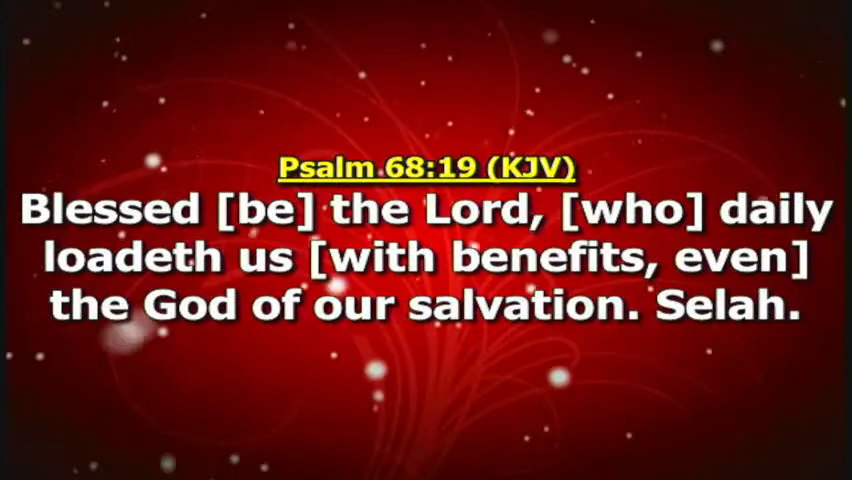 Psalm 68:19 (KJV)
Blessed [be] the Lord, [who] daily
loadeth us [with benefits, even]
the God of our salvation. Selah.